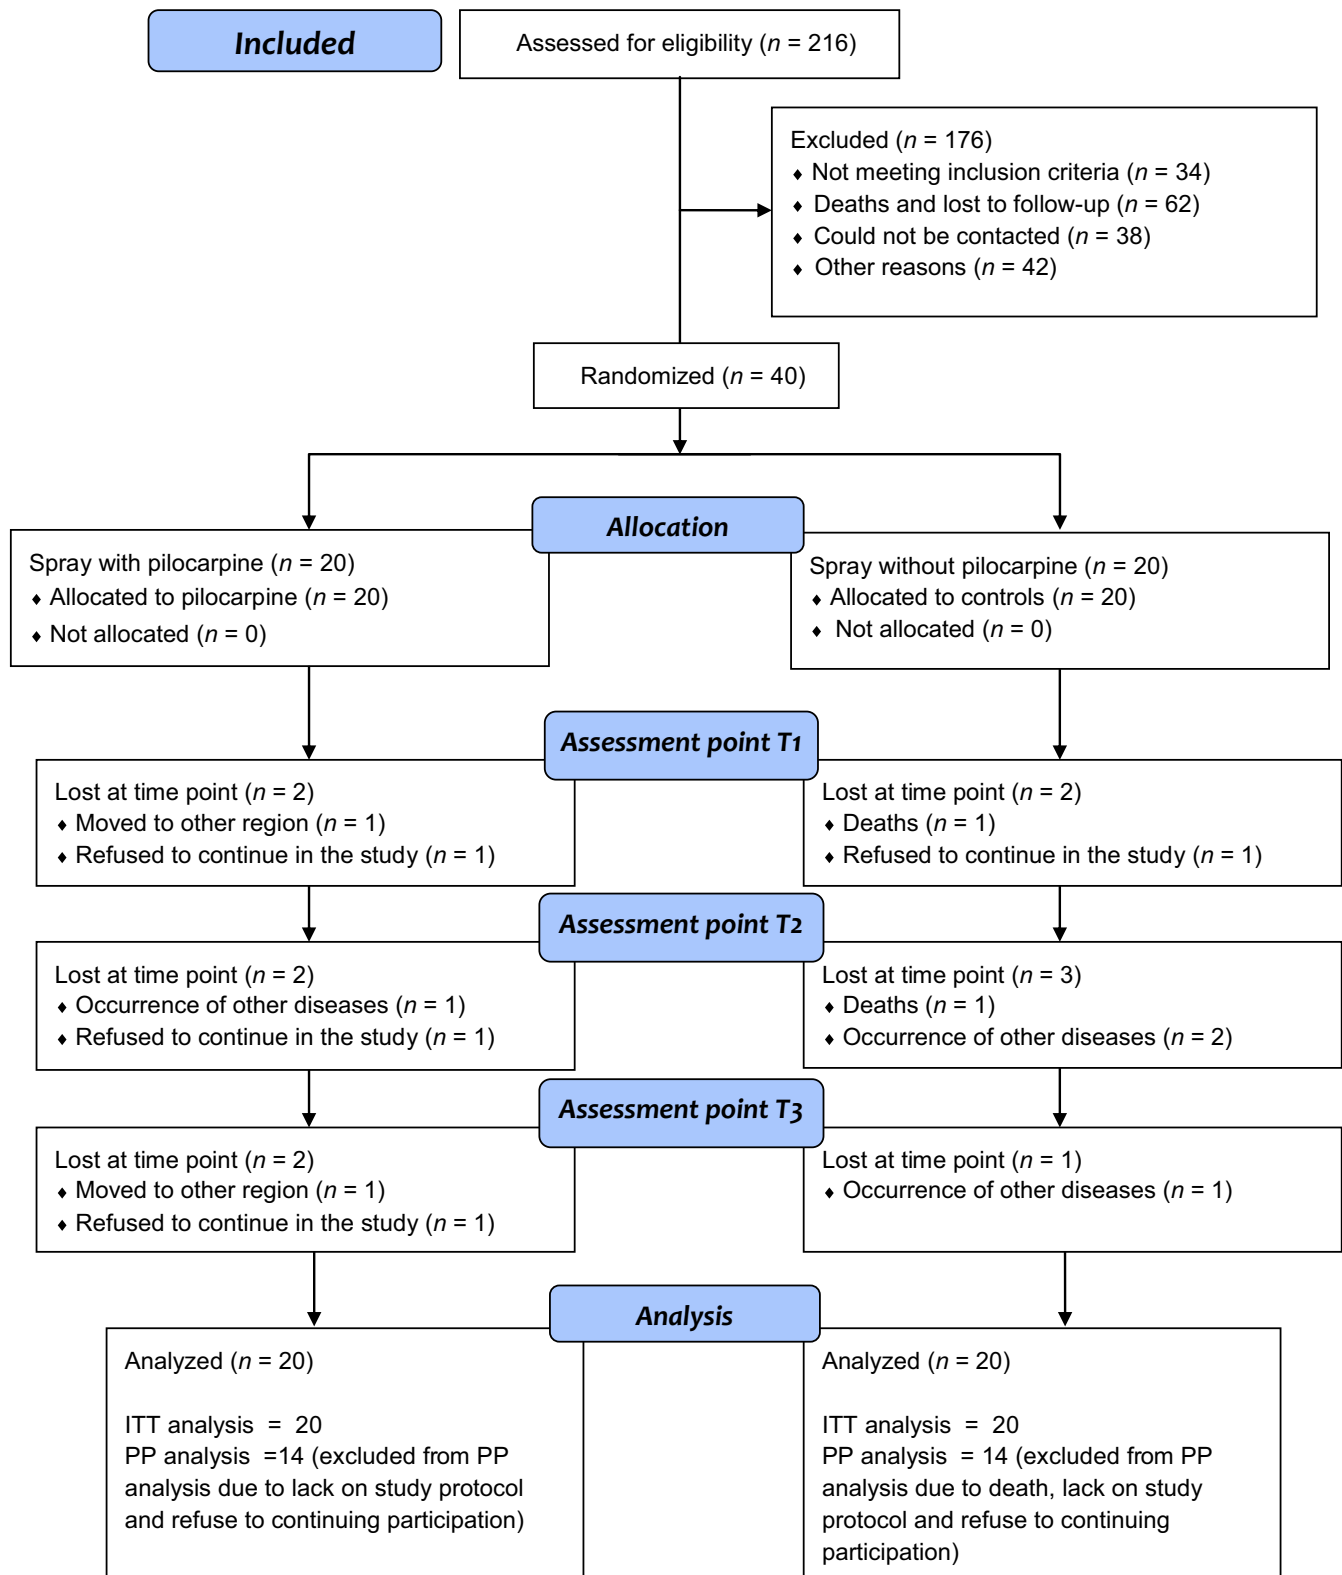 Included
Assessed for eligibility (n = 216)
Excluded (n = 176)
♦ Not meeting inclusion criteria (n = 34)
♦ Deaths and lost to follow-up (n = 62)
♦ Could not be contacted (n = 38)
♦ Other reasons (n = 42)
Randomized (n = 40)
Allocation
Spray with pilocarpine (n = 20)
♦ Allocated to pilocarpine (n = 20)
♦ Not allocated (n = 0)
Spray without pilocarpine (n = 20)
♦ Allocated to controls (n = 20)
♦ Not allocated (n = 0)
Assessment point T1
Lost at time point (n = 2)
♦ Moved to other region (n = 1)
♦ Refused to continue in the study (n = 1)
Lost at time point (n = 2)
♦ Deaths (n = 1)
♦ Refused to continue in the study (n = 1)
Assessment point T2
Lost at time point (n = 2)
♦ Occurrence of other diseases (n = 1)
♦ Refused to continue in the study (n = 1)
Lost at time point (n = 3)
♦ Deaths (n = 1)
♦ Occurrence of other diseases (n = 2)
Assessment point T3
Lost at time point (n = 2)
♦ Moved to other region (n = 1)
♦ Refused to continue in the study (n = 1)
Lost at time point (n = 1)
♦ Occurrence of other diseases (n = 1)
Analysis
Analyzed (n = 20)
ITT analysis = 20
PP analysis =14 (excluded from PP
analysis due to lack on study protocol
and refuse to continuing participation)
Analyzed (n = 20)
ITT analysis = 20
PP analysis = 14 (excluded from PP
analysis due to death, lack on study
protocol and refuse to continuing
participation)